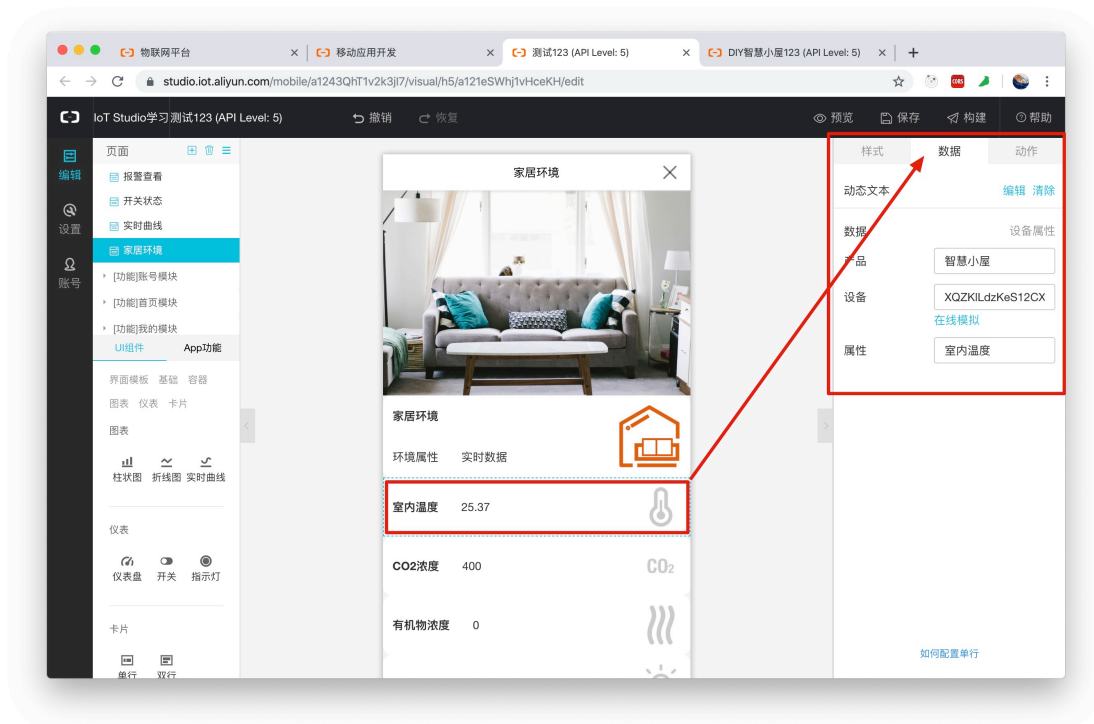 物联网平台
移动应用开发
测试123 (API Level: 5)
DIY智慧小屋123 (API Level: 5)
studio.iot.aliyun.com/mobile/a1243QhT1v2k3jI7/visual/h5/a121eSWhj1vHceKH/edit
CORS
IoT Studio学习
测试123 (API Level: 5)
撤销
恢复
预览
保存
构建
帮助
编辑
设置
账号
页面
报警查看
开关状态
实时曲线
家居环境
[功能]账号模块
[功能]首页模块
[功能]我的模块
UI组件
App功能
界面模板 基础 容器
图表 仪表 卡片
图表
柱状图 折线图 实时曲线
仪表
仪表盘 开关 指示灯
卡片
单行 双行
家居环境
家居环境
环境属性 实时数据
室内温度 25.37
CO2浓度 400
CO2
有机物浓度 0
样式 数据 动作
动态文本 编辑 清除
数据 设备属性
产品 智慧小屋
设备 XQZKlLdzKeS12CX
在线模拟
属性 室内温度
如何配置单行